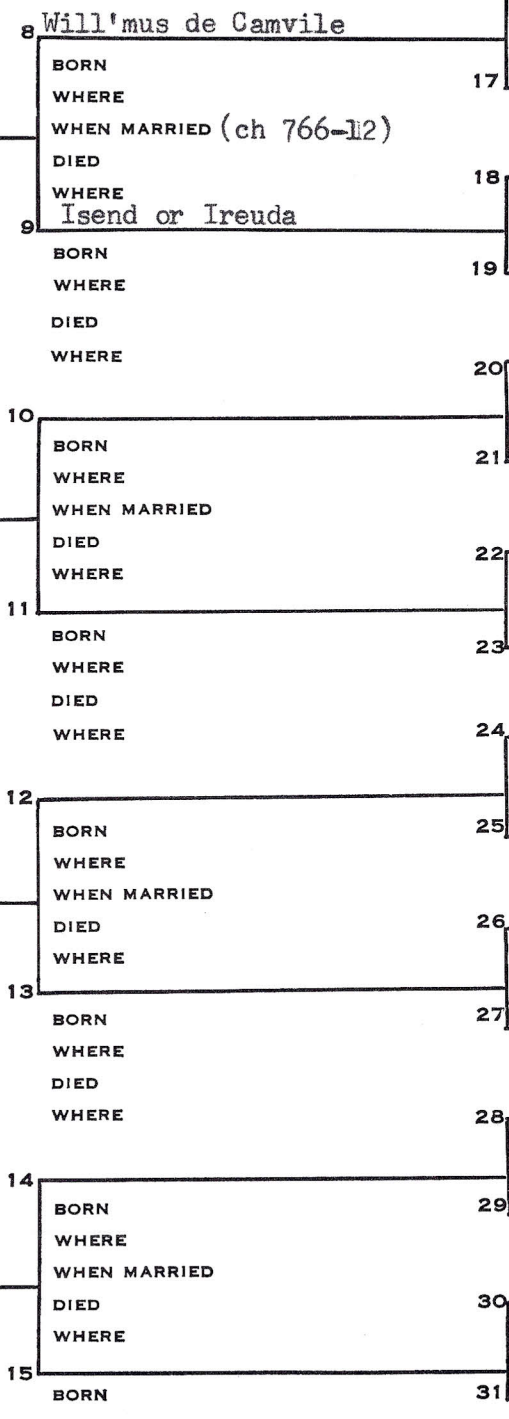 8 Will'mus de Camvile
BORN
17
WHERE
WHEN MARRIED (ch 766-12)
DIED
18
WHERE
9 Isend or Ireuda
BORN
19
WHERE
DIED
WHERE
20
10
BORN
21
WHERE
WHEN MARRIED
DIED
22
WHERE
11
BORN
23
WHERE
DIED
WHERE
24
12
BORN
25
WHERE
WHEN MARRIED
DIED
26
WHERE
13
BORN
27
WHERE
DIED
WHERE
28
14
BORN
29
WHERE
WHEN MARRIED
DIED
30
WHERE
15
BORN
31